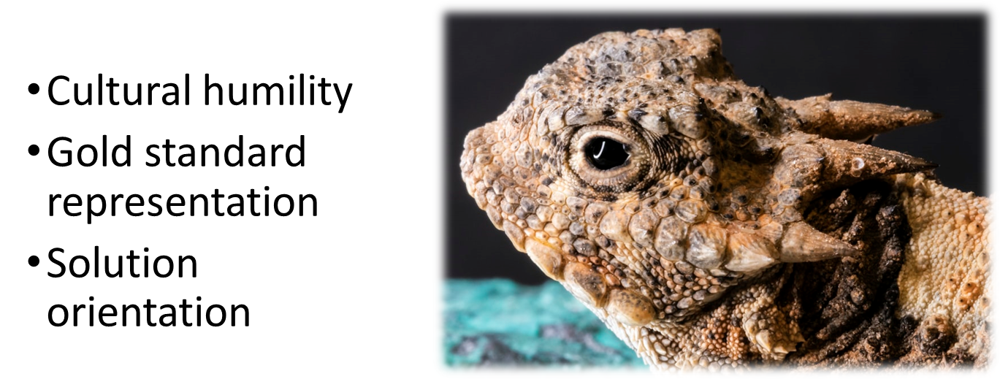 • Cultural humility
• Gold standard
representation
• Solution
orientation